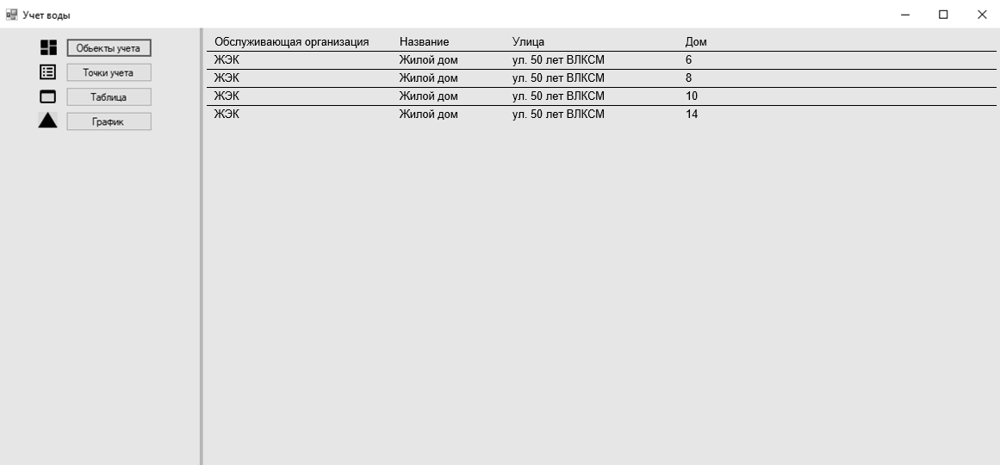 Учет воды
Обьекты учета
Точки учета
Таблица
График
Обслуживающая организация Название Улица Дом
ЖЭК Жилой дом ул. 50 лет ВЛКСМ 6
ЖЭК Жилой дом ул. 50 лет ВЛКСМ 8
ЖЭК Жилой дом ул. 50 лет ВЛКСМ 10
ЖЭК Жилой дом ул. 50 лет ВЛКСМ 14